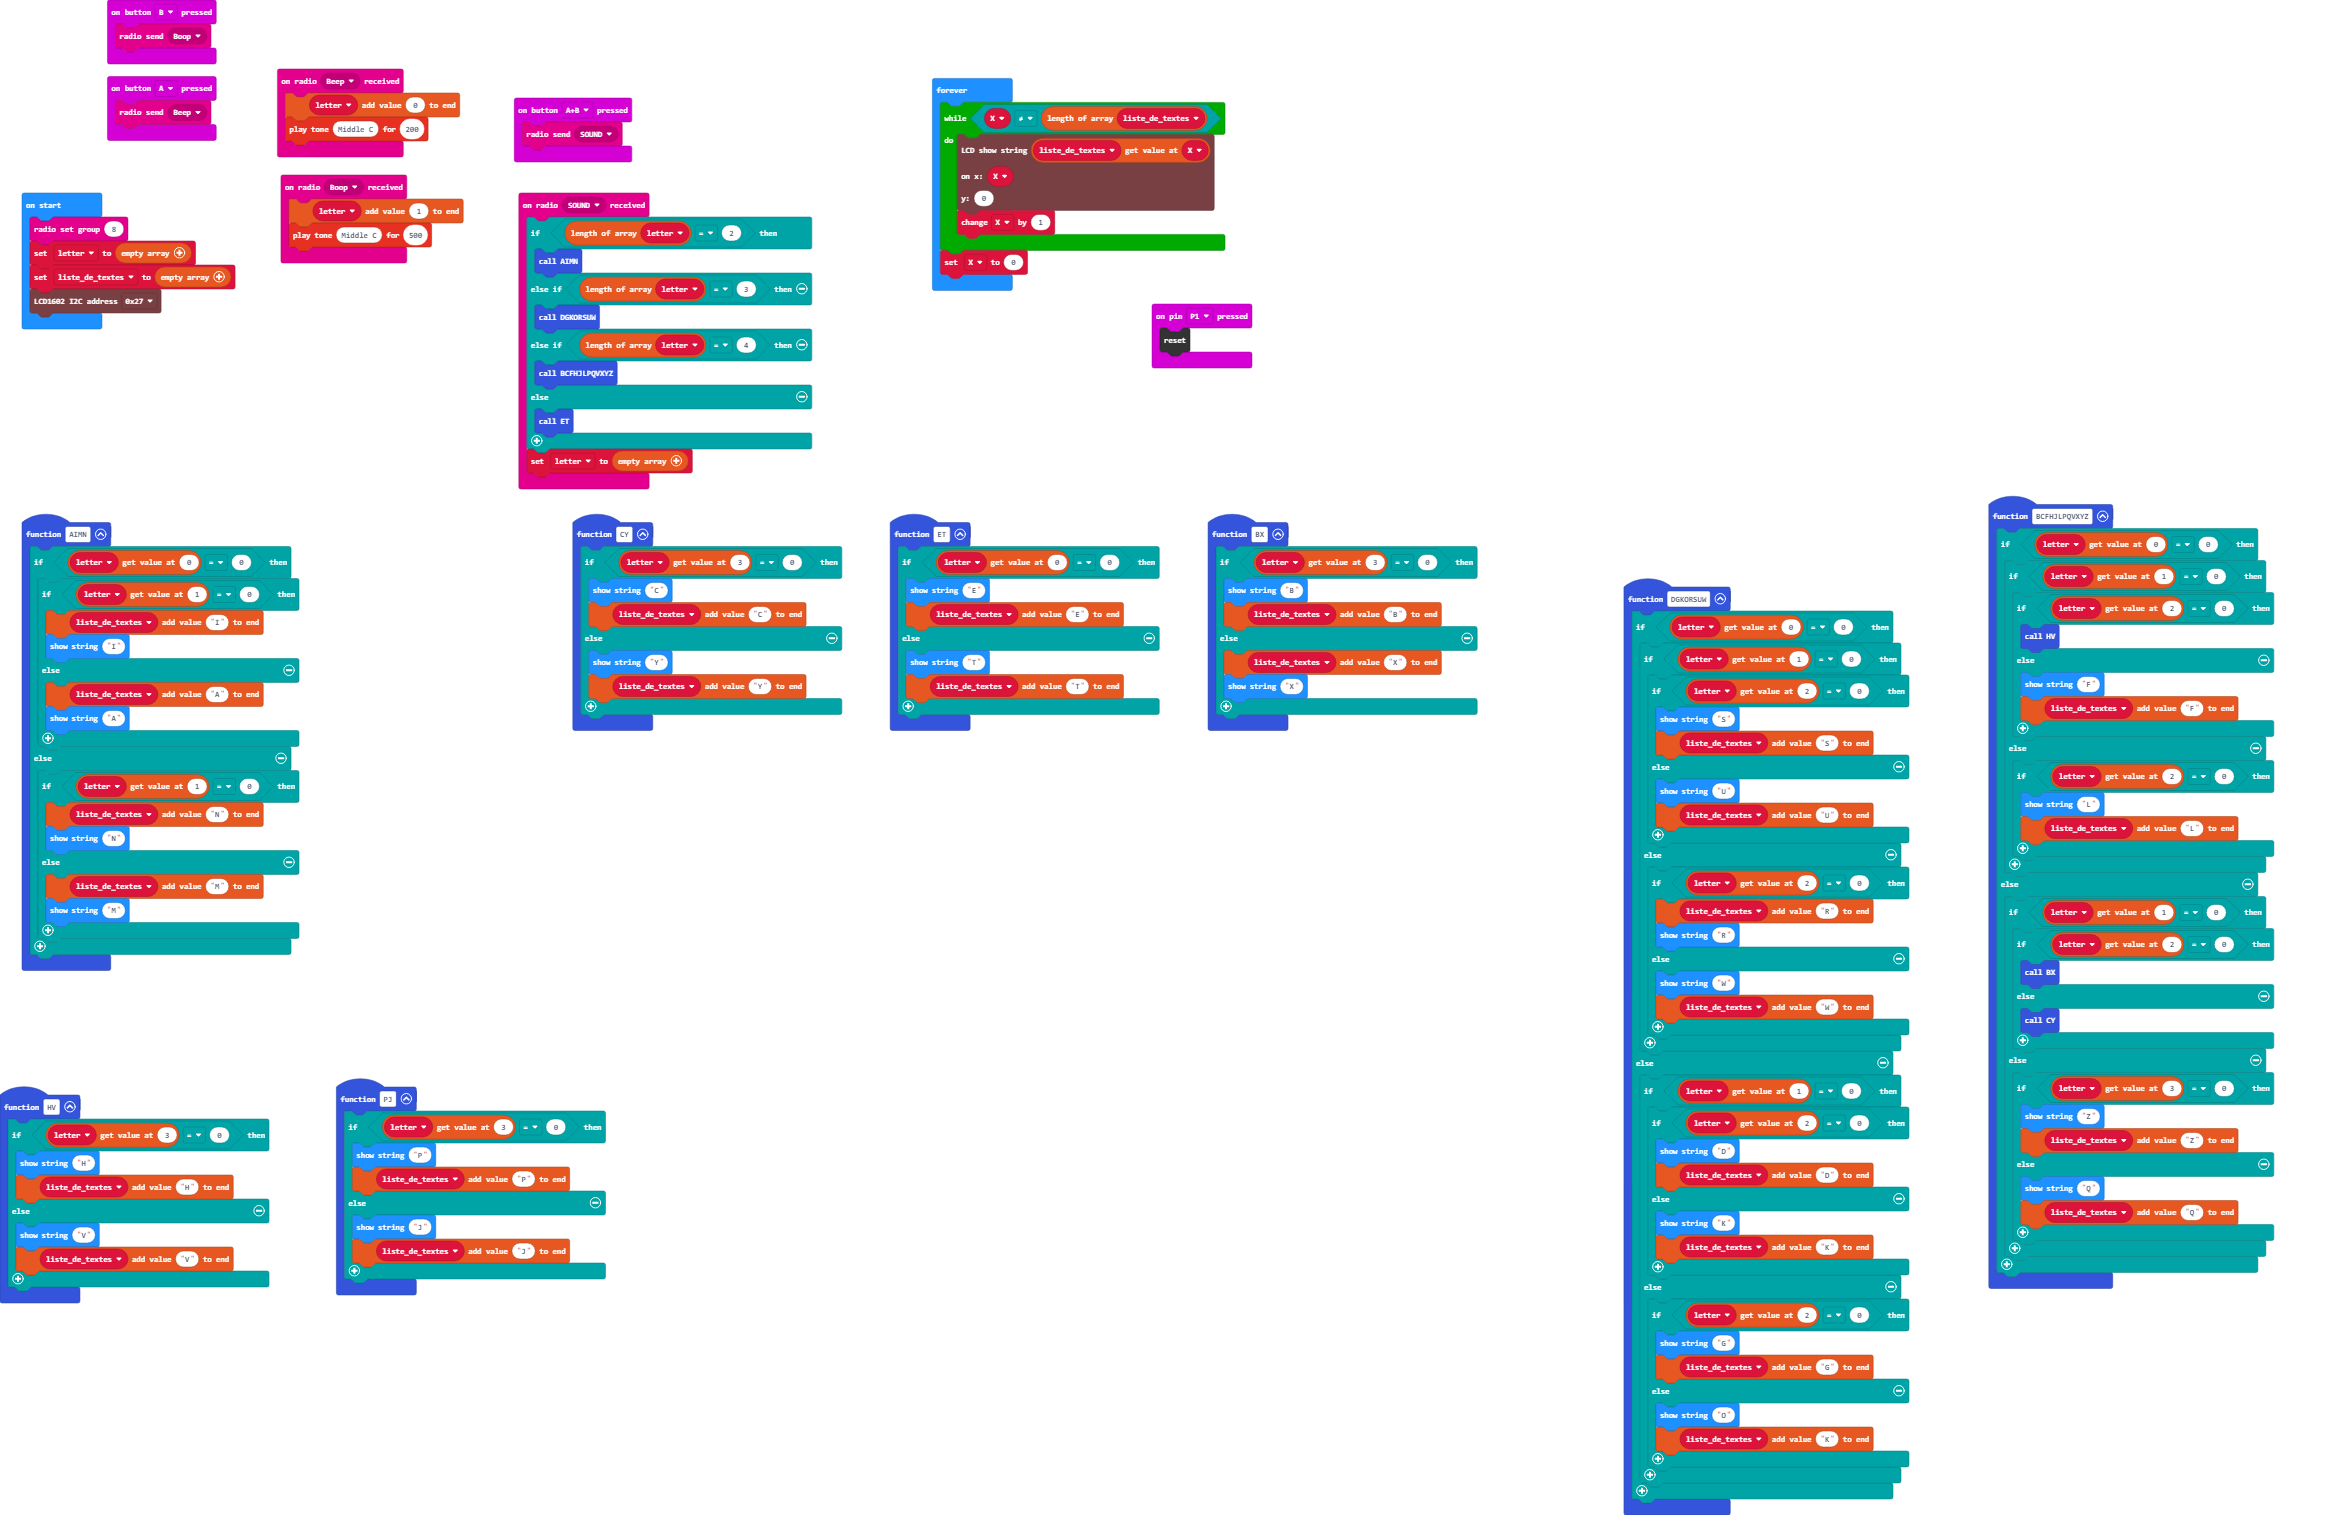 on button B pressed
radio send Boop
on button A pressed
radio send Beep
on radio Beep received
letter add value 0 to end
play tone Middle C for 200
on radio Boop received
letter add value 1 to end
play tone Middle C for 500
on start
radio set group 8
set letter to empty array
set liste_de_textes to empty array
LCD1602 I2C address 0x27
on button A+B pressed
radio send SOUND
on radio SOUND received
if length of array letter = 2 then
call AIMN
else if length of array letter = 3 then
call DGKORSUW
else if length of array letter = 4 then
call BCFHJLPQVXYZ
else
call ET
set letter to empty array
forever
while X ≠ length of array liste_de_textes
do
LCD show string liste_de_textes get value at X
on x: X
y: 0
change X by 1
set X to 0
on pin P1 pressed
reset
function AIMN
if letter get value at 0 = 0 then
if letter get value at 1 = 0 then
liste_de_textes add value "I" to end
show string "I"
else
liste_de_textes add value "A" to end
show string "A"
else
if letter get value at 1 = 0 then
liste_de_textes add value "N" to end
show string "N"
else
liste_de_textes add value "M" to end
show string "M"
function CY
if letter get value at 3 = 0 then
show string "C"
liste_de_textes add value "C" to end
else
show string "Y"
liste_de_textes add value "Y" to end
function ET
if letter get value at 0 = 0 then
show string "E"
liste_de_textes add value "E" to end
else
show string "T"
liste_de_textes add value "T" to end
function BX
if letter get value at 3 = 0 then
show string "B"
liste_de_textes add value "B" to end
else
liste_de_textes add value "X" to end
show string "X"
function DGKORSUW
if letter get value at 0 = 0 then
if letter get value at 1 = 0 then
if letter get value at 2 = 0 then
show string "S"
liste_de_textes add value "S" to end
else
show string "U"
liste_de_textes add value "U" to end
else
if letter get value at 2 = 0 then
liste_de_textes add value "R" to end
show string "R"
else
show string "W"
liste_de_textes add value "W" to end
else
if letter get value at 1 = 0 then
if letter get value at 2 = 0 then
show string "D"
liste_de_textes add value "D" to end
else
show string "K"
liste_de_textes add value "K" to end
else
if letter get value at 2 = 0 then
show string "G"
liste_de_textes add value "G" to end
else
show string "O"
liste_de_textes add value "K" to end
function BCFHJLPQVXYZ
if letter get value at 0 = 0 then
if letter get value at 1 = 0 then
if letter get value at 2 = 0 then
call HV
else
show string "F"
liste_de_textes add value "F" to end
else
if letter get value at 2 = 0 then
show string "L"
liste_de_textes add value "L" to end
else
if letter get value at 1 = 0 then
if letter get value at 2 = 0 then
call BX
else
call CY
else
if letter get value at 3 = 0 then
show string "Z"
liste_de_textes add value "Z" to end
else
show string "Q"
liste_de_textes add value "Q" to end
function HV
if letter get value at 3 = 0 then
show string "H"
liste_de_textes add value "H" to end
else
show string "V"
liste_de_textes add value "V" to end
function PJ
if letter get value at 3 = 0 then
show string "P"
liste_de_textes add value "P" to end
else
show string "J"
liste_de_textes add value "J" to end